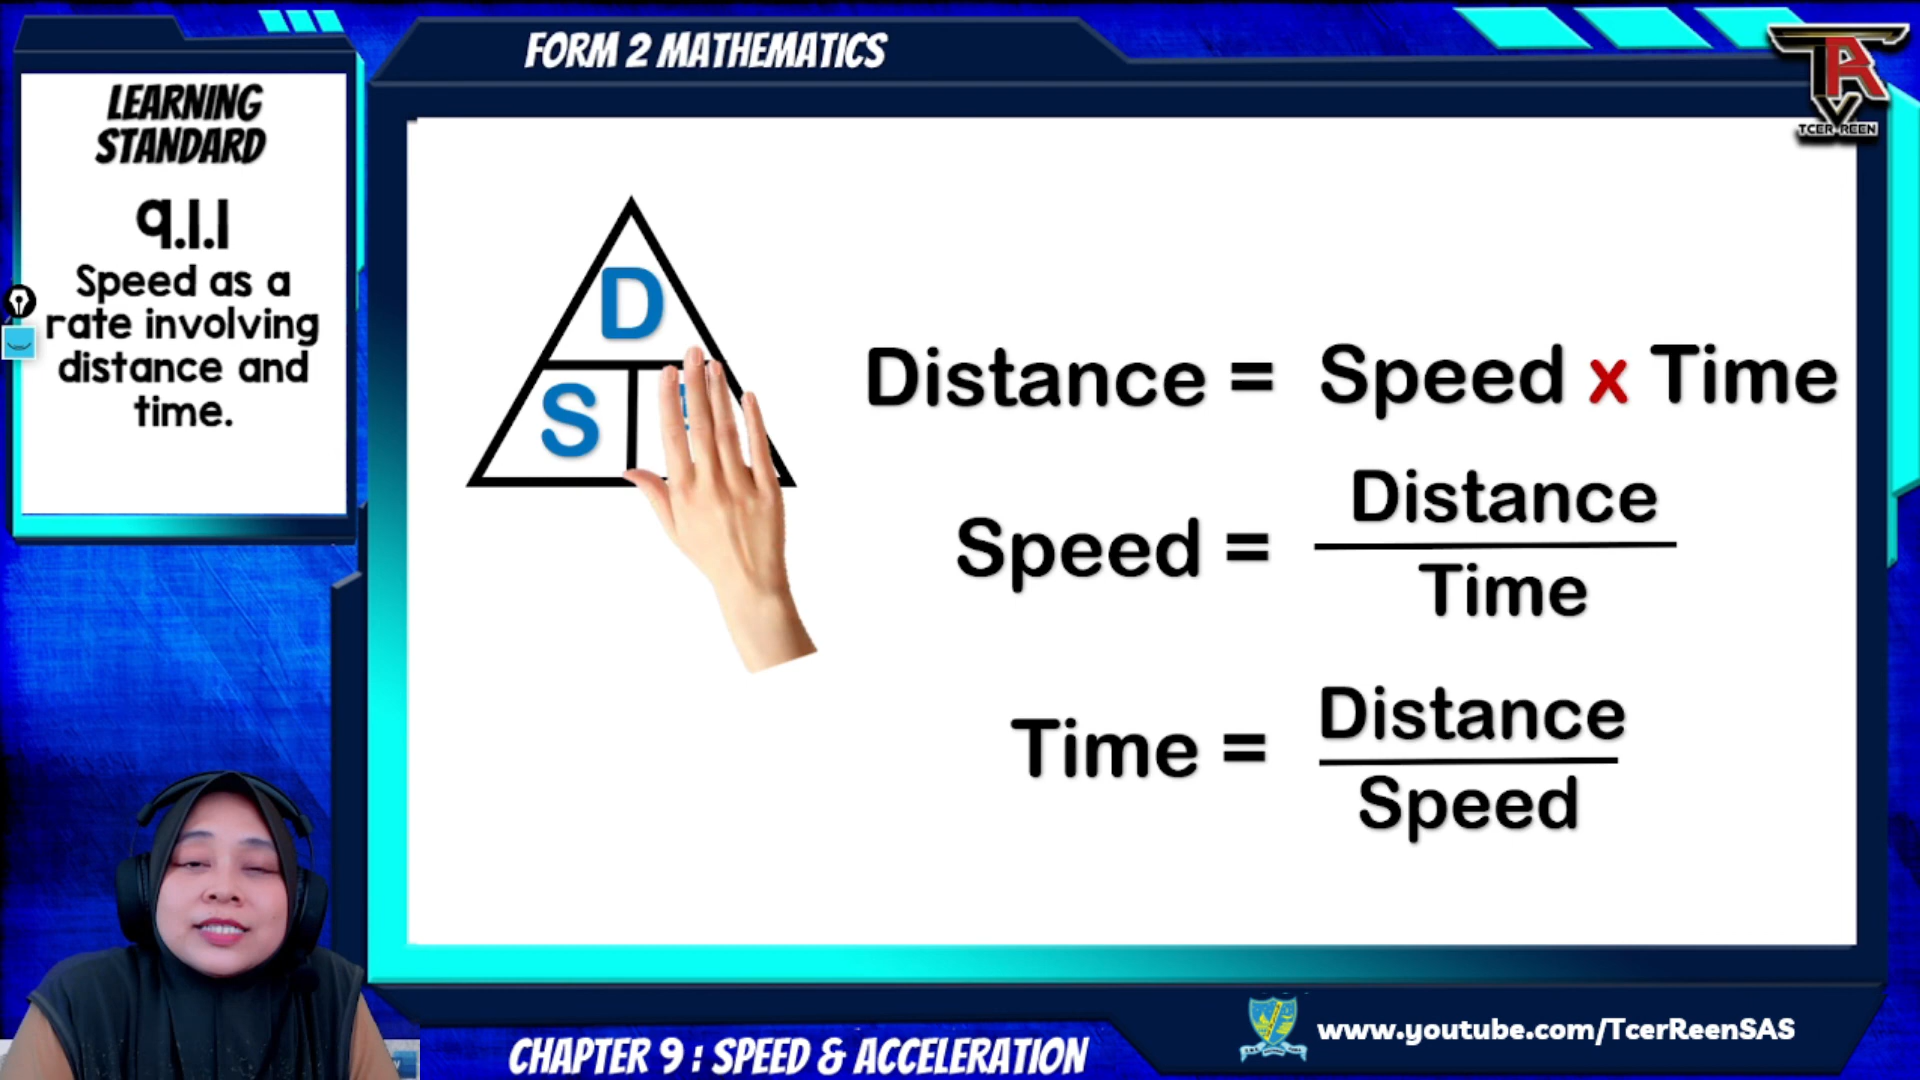 FORM 2 MATHEMATICS
TCER REEN
LEARNING
STANDARD
9.1.1
Speed as a
rate involving
distance and
time.
D
S
Distance = Speed x Time
Speed = Distance
Time
Time = Distance
Speed
www.youtube.com/TcerReenSAS
CHAPTER 9 : SPEED & ACCELERATION